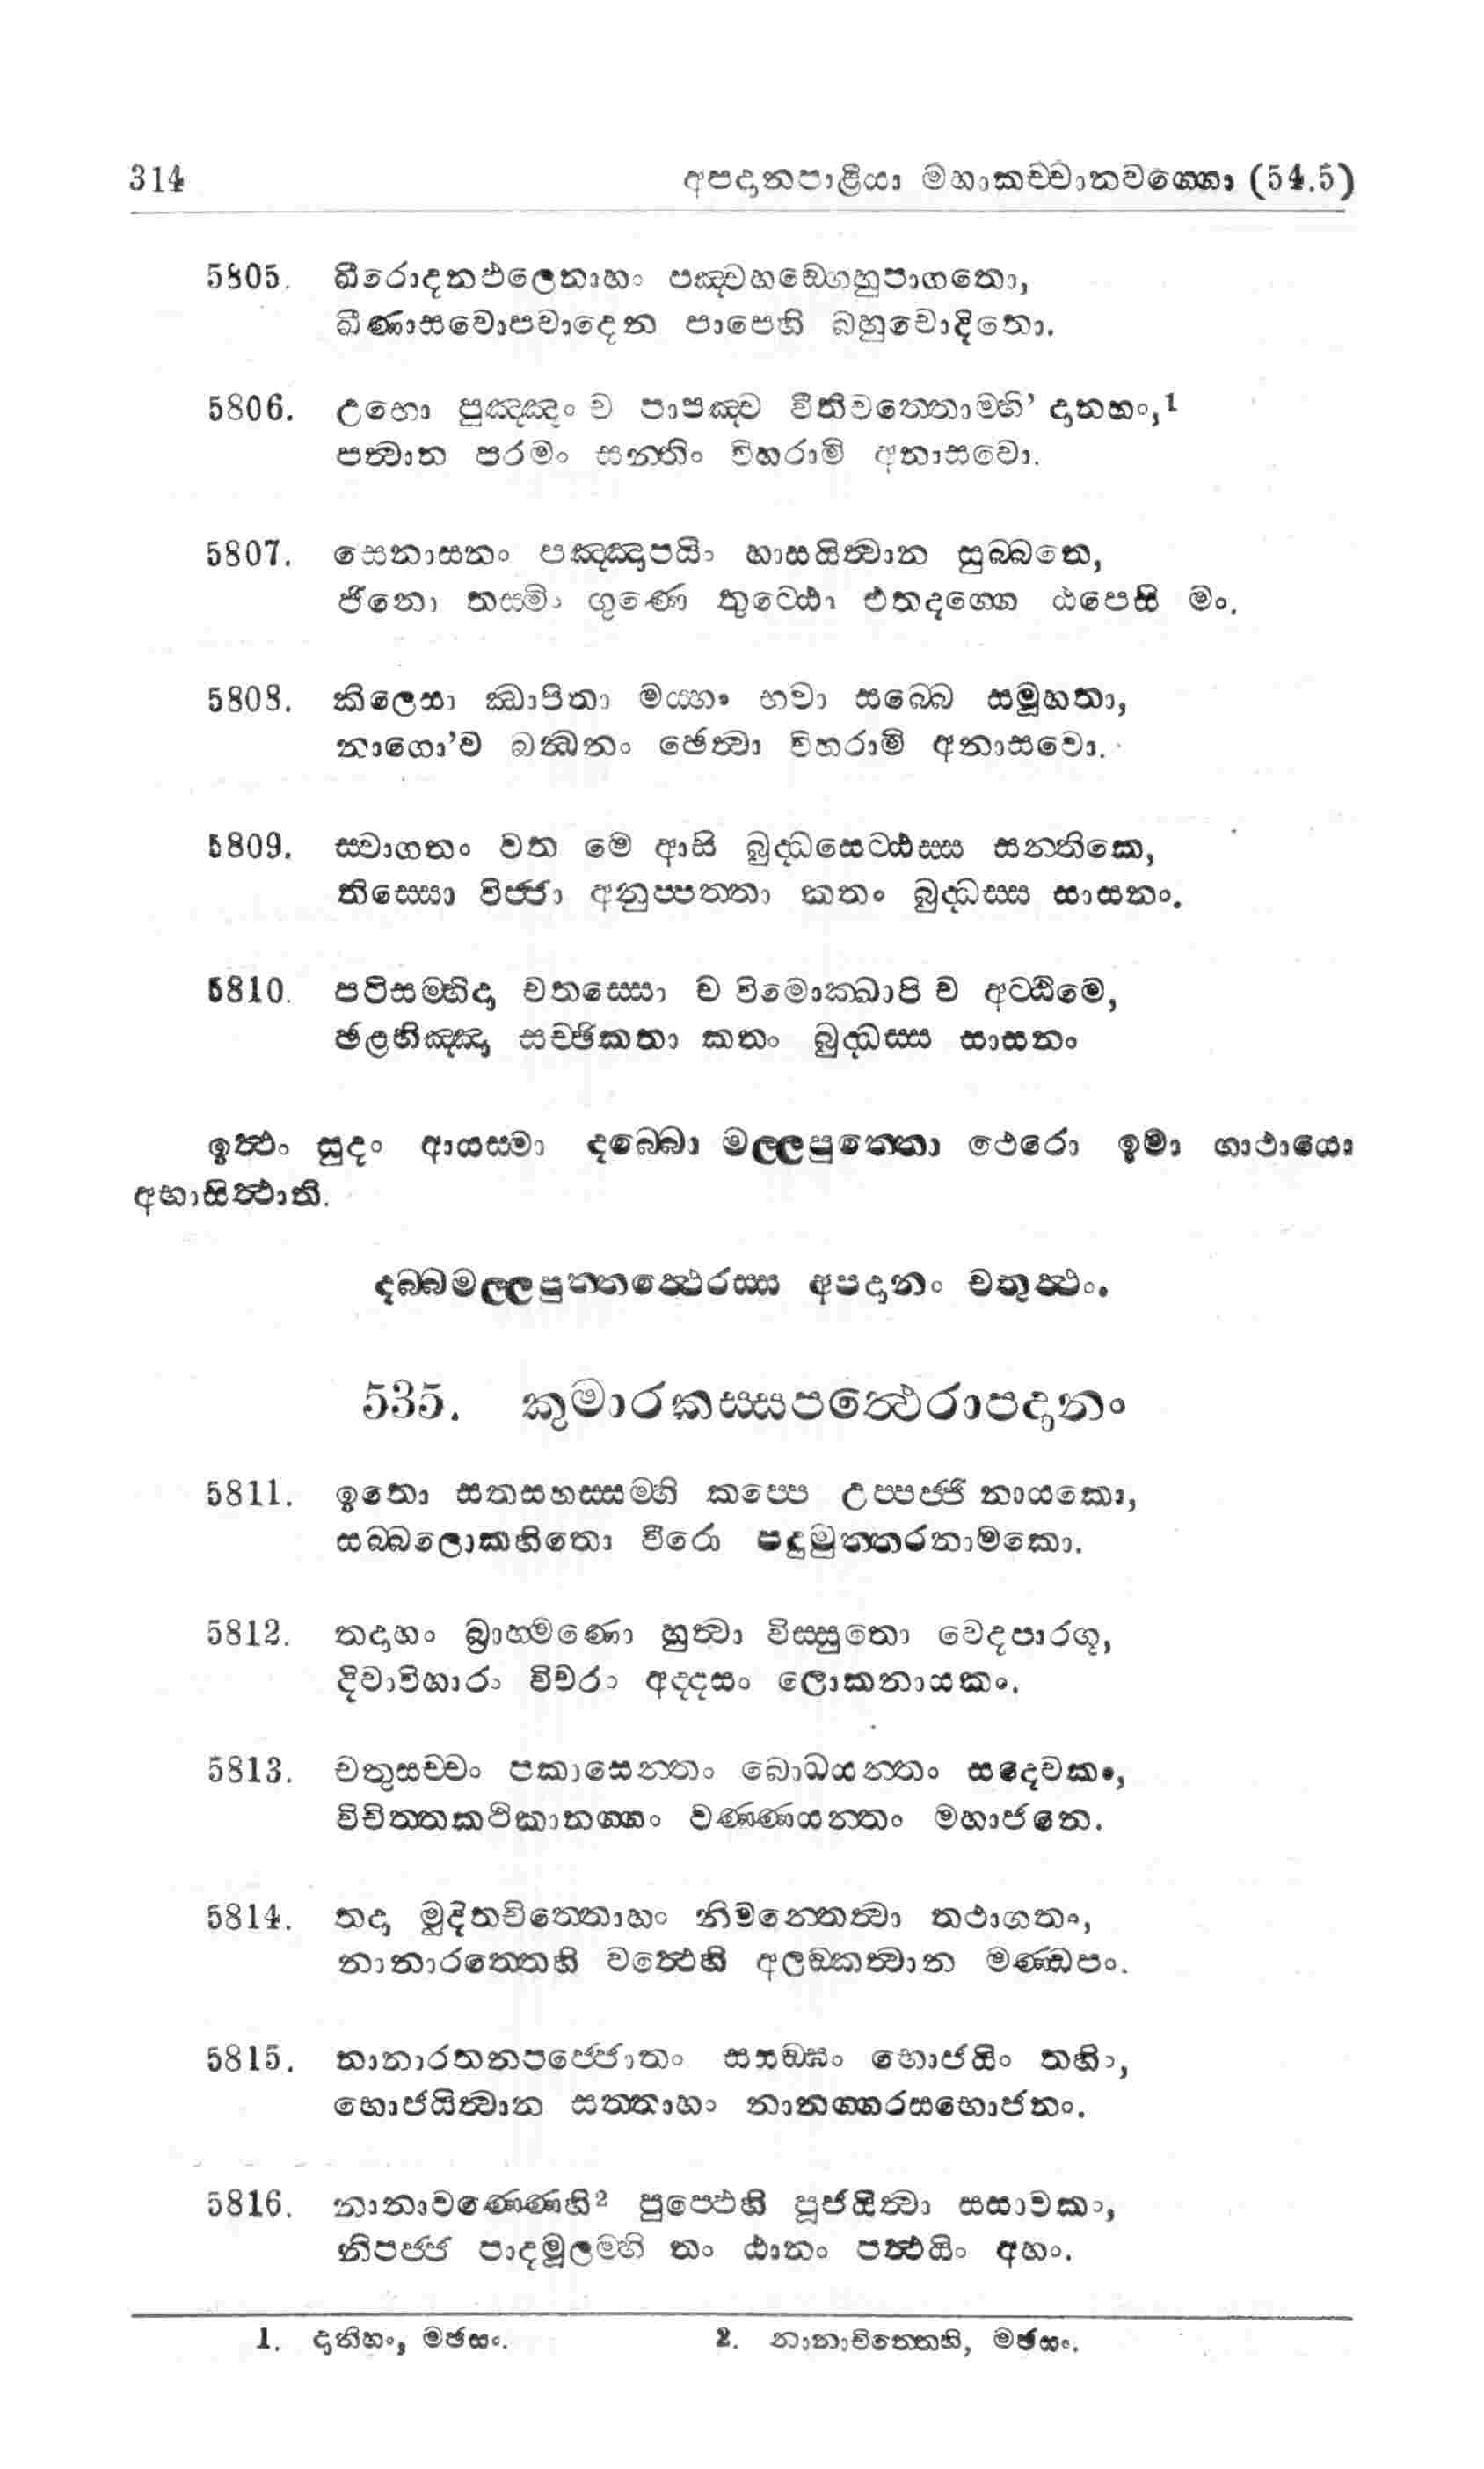 314 අපදානපාළියා මහාකච්චානවග්ගො (54.5)
5805. ඛීරොදනඵලෙනාහං පඤ්චහඞ්ගෙහුපාගතො,
ඛීණාසවොපවාදෙන පාපෙහි බහුචොදිතො.
5806. උභො පුඤ්ඤං ච පාපඤ්ච වීතිවත්තොම්හි’ දානහං,1
පත්වාන පරමං සන්තිං විහරාමි අනාසවො.
5807. සෙනාසනං පඤ්ඤාපයිං හාසයිත්වාන සුබ්බතෙ,
ජිනො තස්මිං ගුණෙ තුට්ඨො එතදග්ගෙ ඨපෙසි මං.
5808. කිලෙසා ඣාපිතා මය්හං භවා සබ්බෙ සමූහතා,
නාගො’ව බන්ධනං ඡෙත්වා විහරාමි අනාසවො.
5809. ස්වාගතං වත මෙ ආසි බුද්ධසෙට්ඨස්ස සන්තිකෙ,
තිස්සො විජ්ජා අනුප්පත්තා කතං බුද්ධස්ස සාසනං.
5810. පටිසම්භිදා චතස්සො ච විමොක්ඛාපි ච අට්ඨිමෙ,
ඡළභිඤ්ඤා සච්ඡිකතා කතං බුද්ධස්ස සාසනං
ඉත්ථං සුදං ආයස්මා දබ්බො මල්ලපුත්තො ථෙරො ඉමා ගාථායො
අභාසිත්ථාති.
දබ්බමල්ලපුත්තත්ථෙරස්ස අපදානං චතුත්ථං.
535. කුමාරකස්සපත්ථෙරාපදානං
5811. ඉතො සතසහස්සම්හි කප්පෙ උප්පජ්ජි නායකො,
සබ්බලොකහිතො වීරො පදුමුත්තරනාමකො.
5812. තදාහං බ්‍රාහ්මණො හුත්වා විස්සුතො වෙදපාරගූ,
දිවාවිහාරං විචරං අද්දසං ලොකනායකං.
5813. චතුසච්චං පකාසෙන්තං බොධයන්තං සදෙවකං,
විචිත්තකථිකානග්ගං වණ්ණයන්තං මහාජනෙ.
5814. තදා මුදිතචිත්තොහං නිමන්තෙත්වා තථාගතං,
නානාරත්තෙහි වත්ථෙහි අලඞ්කත්වාන මණ්ඩපං.
5815. නානාරතනපජ්ජොතං සසඞ්ඝං භොජයිං තහිං,
භොජයිත්වාන සත්තාහං නානග්ගරසභොජනං.
5816. නානාවණ්ණෙහි2 පුප්ඵෙහි පූජයිත්වා සසාවකං,
නිපජ්ජ පාදමූලම්හි තං ඨානං පත්ථයිං අහං.
1. දානිහං, මඡසං.
2. නානාචිත්තෙහි, මඡසං.